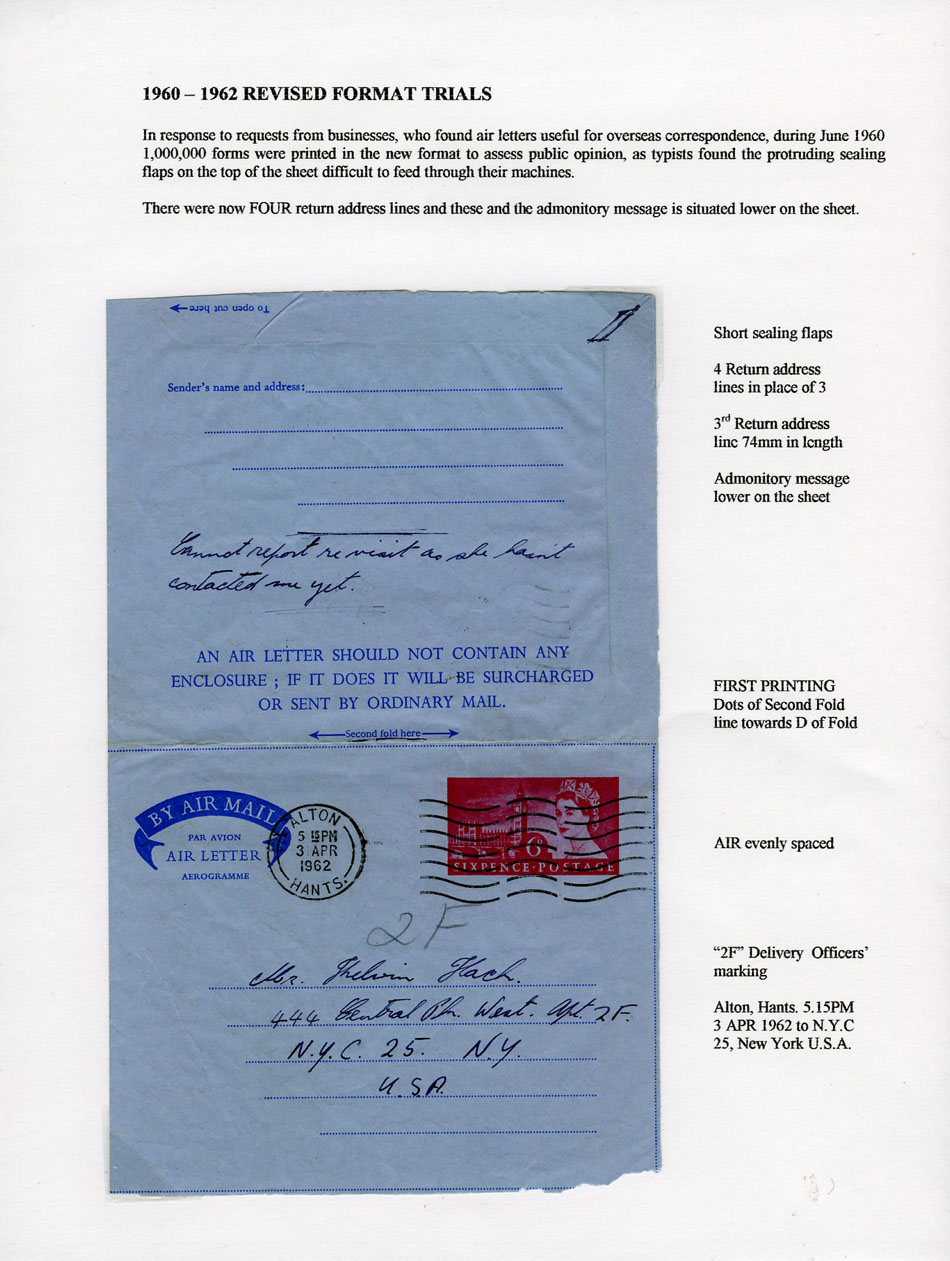 1960 – 1962 REVISED FORMAT TRIALS
In response to requests from businesses, who found air letters useful for overseas correspondence, during June 1960
1,000,000 forms were printed in the new format to assess public opinion, as typists found the protruding sealing
flaps on the top of the sheet difficult to feed through their machines.
There were now FOUR return address lines and these and the admonitory message is situated lower on the sheet.
To open cut here
Short sealing flaps
4 Return address
lines in place of 3
3rd Return address
line 74mm in length
Admonitory message
lower on the sheet
Sender's name and address:
Cannot report re visit as she hasn't
contacted me yet.
AN AIR LETTER SHOULD NOT CONTAIN ANY
ENCLOSURE ; IF IT DOES IT WILL BE SURCHARGED
OR SENT BY ORDINARY MAIL.
Second fold here
FIRST PRINTING
Dots of Second Fold
line towards D of Fold
BY AIR MAIL
PAR AVION
AIR LETTER
AEROGRAMME
ALTON
5 15PM
3 APR
1962
HANTS.
6D
SIXPENCE·POSTAGE
AIR evenly spaced
2F
Mr. Hach.
444 Central Pk. West. Apt 2F.
N.Y.C. 25. N.Y.
U.S.A.
"2F" Delivery Officers'
marking
Alton, Hants. 5.15PM
3 APR 1962 to N.Y.C
25, New York U.S.A.